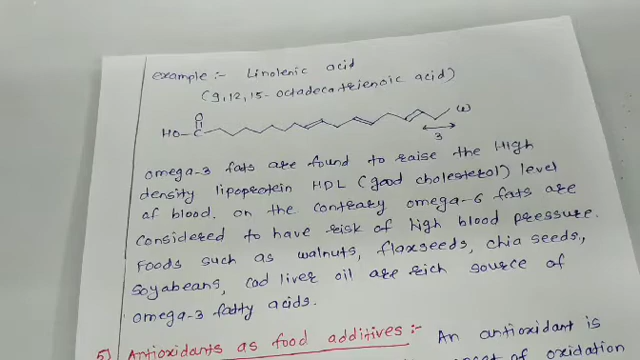 example :- Linolenic acid
(9,12,15-octadecatrienoic acid)
O
HO-C
(ω)
3
omega-3 fats are found to raise the High
density lipoprotein HDL (good cholesterol) level
of blood. on the contrary omega-6 fats are
considered to have risk of high blood pressure.
Foods such as walnuts, flaxseeds, chia seeds,
soyabeans, cod liver oil are rich source of
omega-3 fatty acids.
5) Antioxidants as food additives :- An antioxidant is
of oxidation